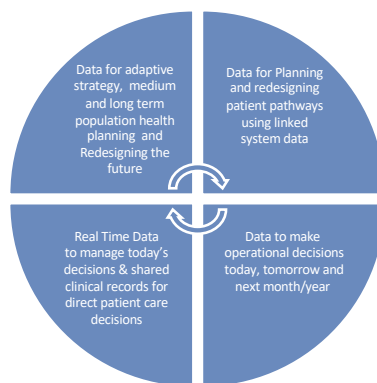 Data for adaptive
strategy, medium
and long term
population health
planning and
Redesigning the
future
Data for Planning
and redesigning
patient pathways
using linked
system data
Real Time Data
to manage today's
decisions & shared
clinical records for
direct patient care
decisions
Data to make
operational decisions
today, tomorrow and
next month/year